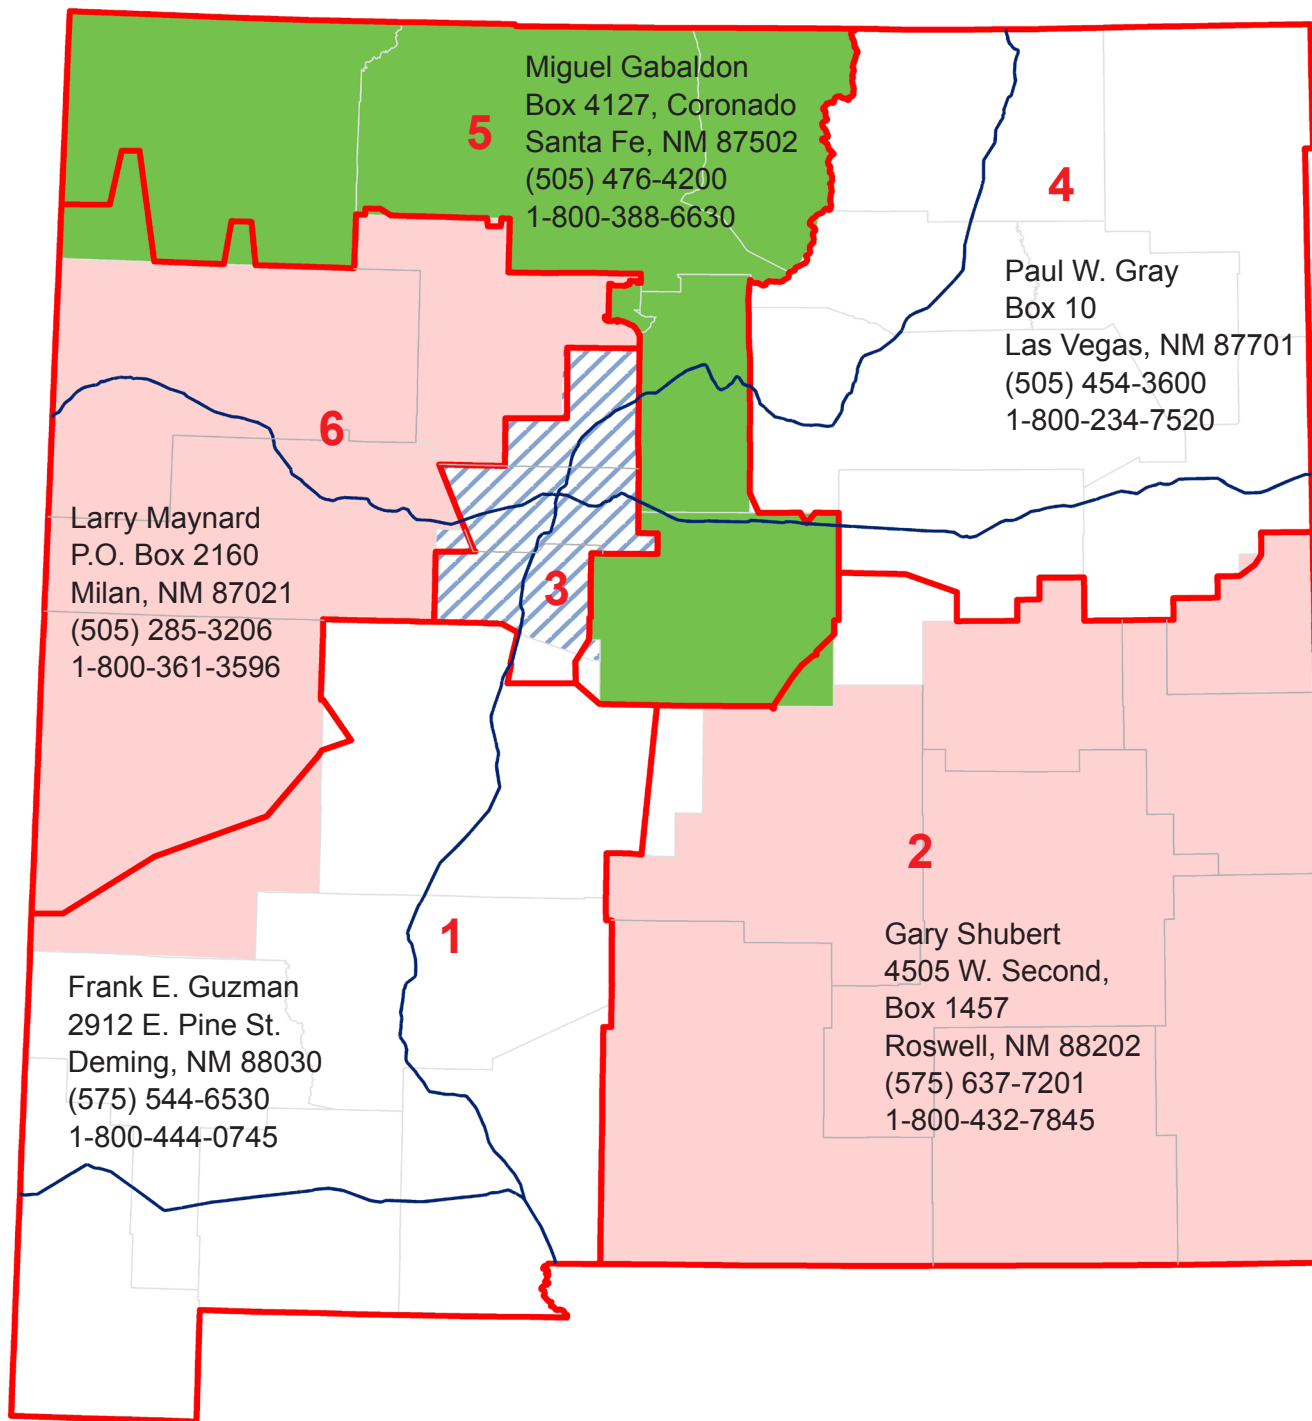 5
Miguel Gabaldon
Box 4127, Coronado
Santa Fe, NM 87502
(505) 476-4200
1-800-388-6630
4
Paul W. Gray
Box 10
Las Vegas, NM 87701
(505) 454-3600
1-800-234-7520
6
Larry Maynard
P.O. Box 2160
Milan, NM 87021
(505) 285-3206
1-800-361-3596
3
2
Gary Shubert
4505 W. Second,
Box 1457
Roswell, NM 88202
(575) 637-7201
1-800-432-7845
1
Frank E. Guzman
2912 E. Pine St.
Deming, NM 88030
(575) 544-6530
1-800-444-0745